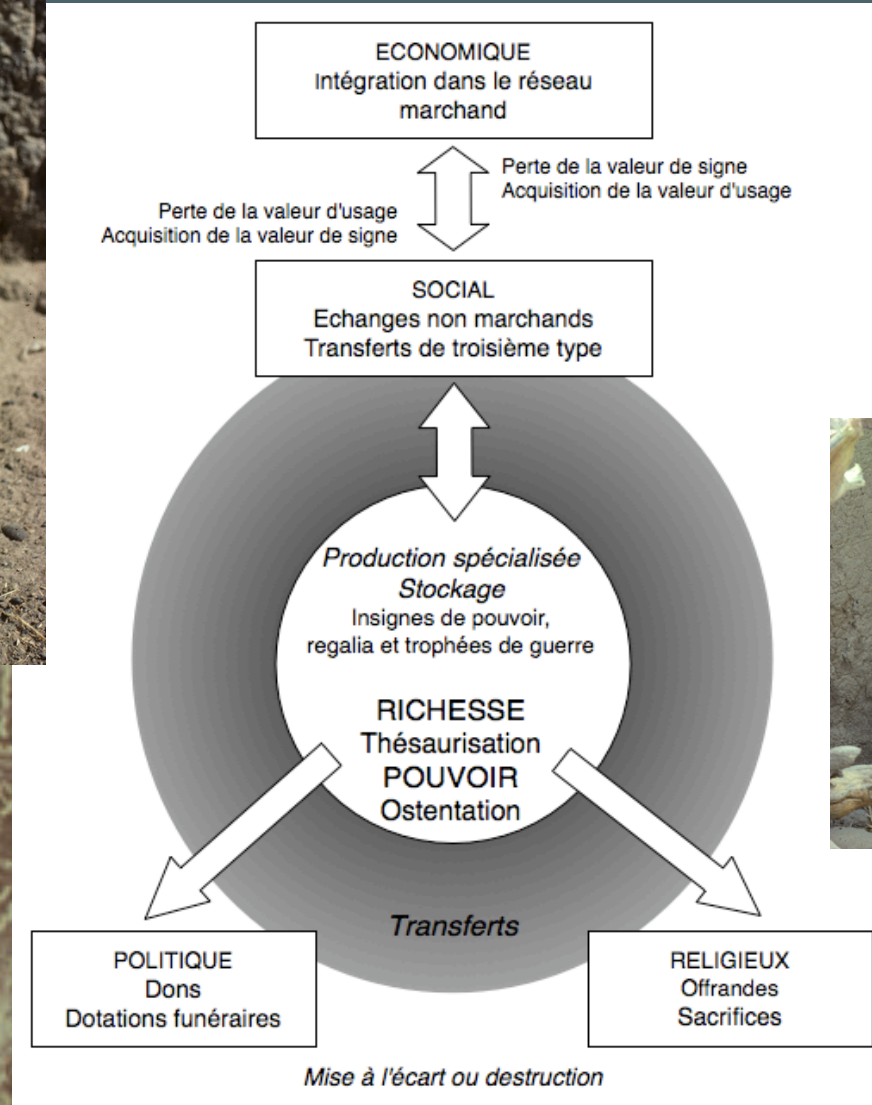 ECONOMIQUE
Intégration dans le réseau
marchand
Perte de la valeur de signe
Acquisition de la valeur d'usage
Perte de la valeur d'usage
Acquisition de la valeur de signe
SOCIAL
Echanges non marchands
Transferts de troisième type
Production spécialisée
Stockage
Insignes de pouvoir,
regalia et trophées de guerre
RICHESSE
Thésaurisation
POUVOIR
Ostentation
Transferts
POLITIQUE
Dons
Dotations funéraires
RELIGIEUX
Offrandes
Sacrifices
Mise à l'écart ou destruction